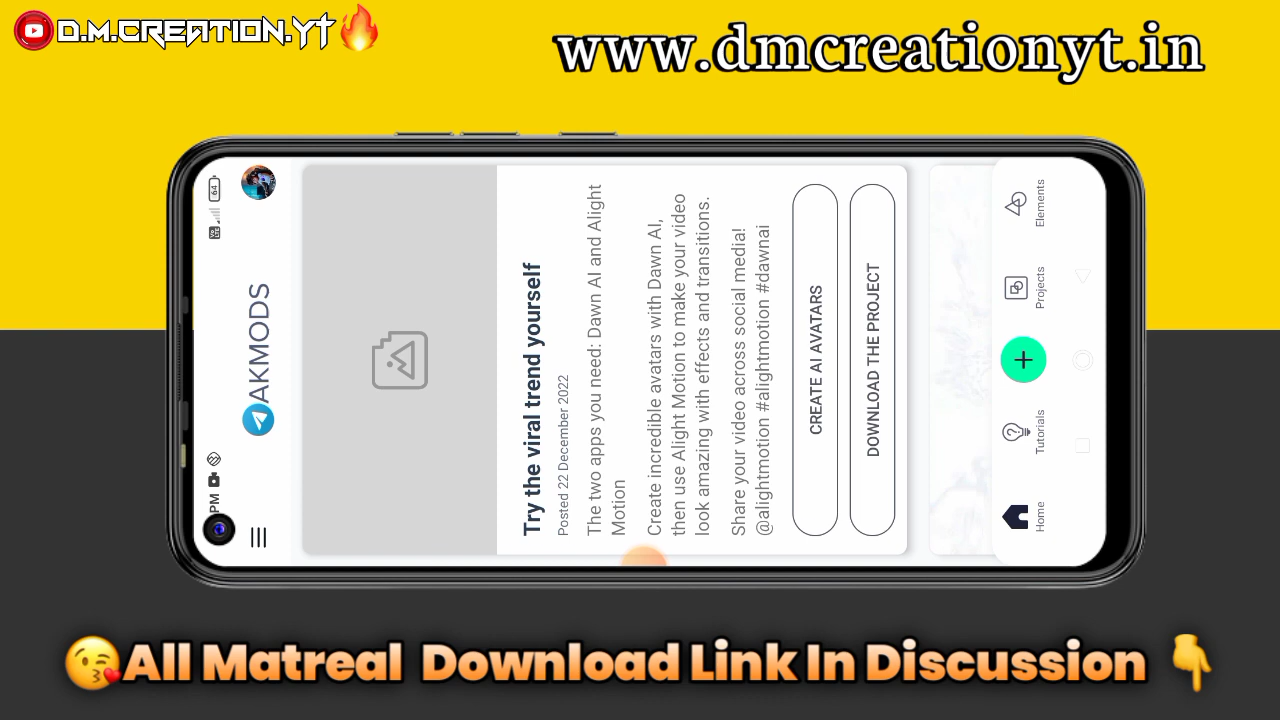 D.M.CREATION.YT
www.dmcreationyt.in
PM
64
AKMODS
Try the viral trend yourself
Posted 22 December 2022
The two apps you need: Dawn AI and Alight
Motion
Create incredible avatars with Dawn AI,
then use Alight Motion to make your video
look amazing with effects and transitions.
Share your video across social media!
@alightmotion #alightmotion #dawnai
CREATE AI AVATARS
DOWNLOAD THE PROJECT
Home
Tutorials
Projects
Elements
😘All Matreal Download Link In Discussion 👇